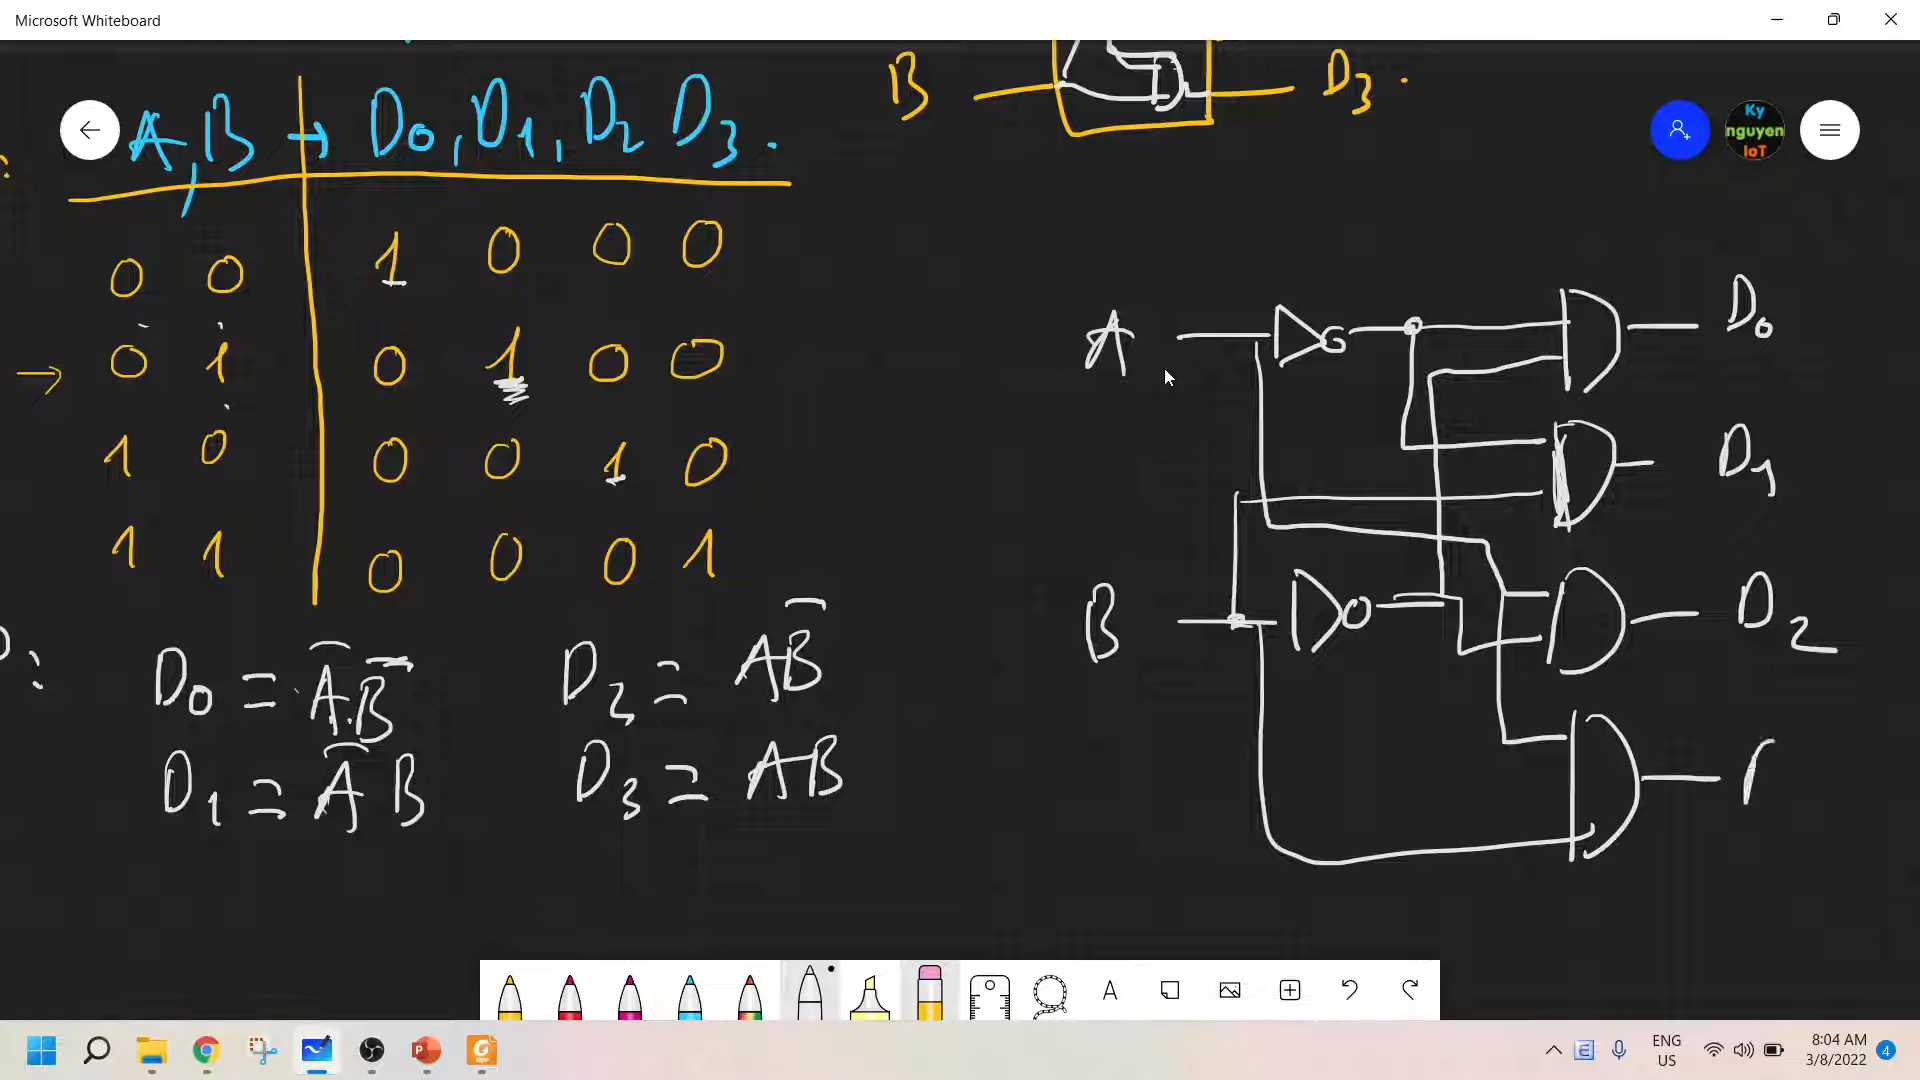 Microsoft Whiteboard
B D3.
A,B → D0,D1,D2 D3.
Ky
nguyen
IoT
0 0 1 0 0 0
→ 0 1 0 1 0 0
1 0 0 0 1 0
1 1 0 0 0 1
D0 = A̅.B̅
D2 = AB̅
D1 = A̅B
D3 = AB
A
D0
D1
B
D2
A
ENG
US
8:04 AM
3/8/2022
4